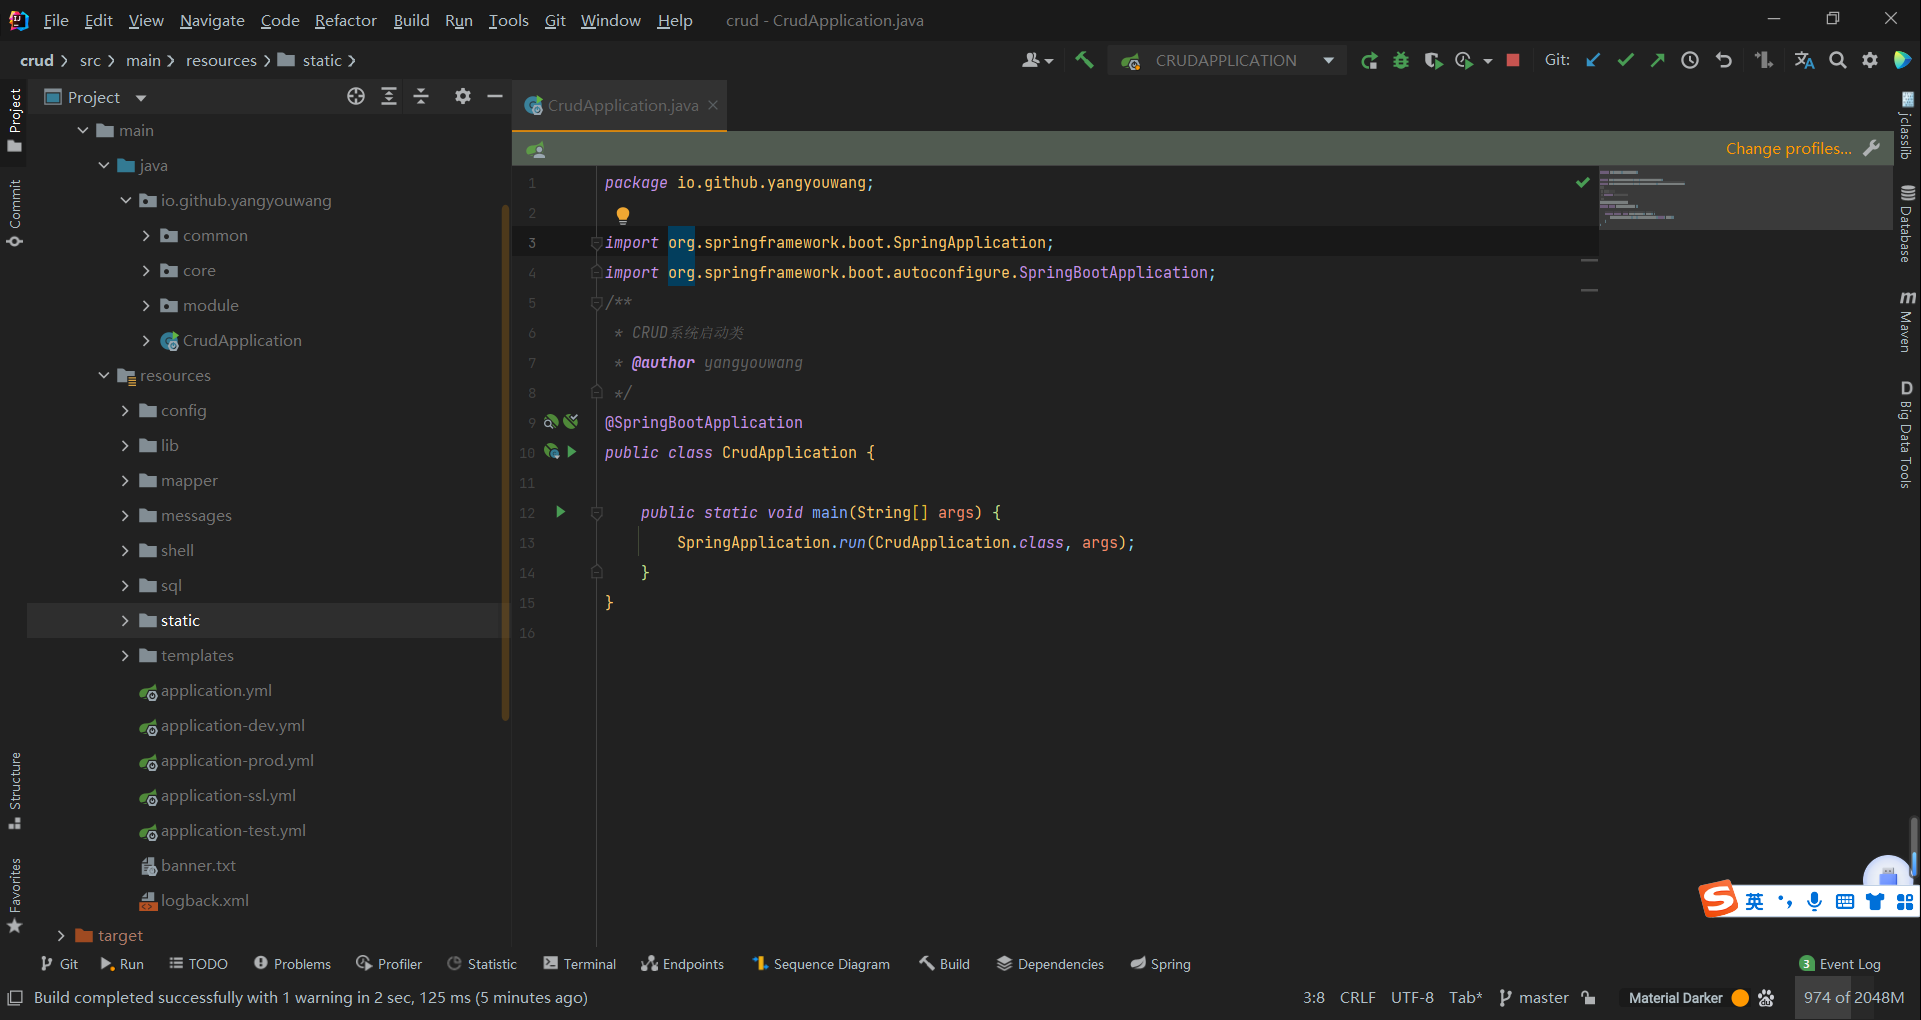 File Edit View Navigate Code Refactor Build Run Tools Git Window Help crud - CrudApplication.java
crud src main resources static CRUDAPPLICATION Git:
Project
CrudApplication.java
Change profiles...
main
java
io.github.yangyouwang
common
core
module
CrudApplication
resources
config
lib
mapper
messages
shell
sql
static
templates
application.yml
application-dev.yml
application-prod.yml
application-ssl.yml
application-test.yml
banner.txt
logback.xml
target
1 package io.github.yangyouwang;
2
3 import org.springframework.boot.SpringApplication;
4 import org.springframework.boot.autoconfigure.SpringBootApplication;
5 /**
6 * CRUD系统启动类
7 * @author yangyouwang
8 */
9 @SpringBootApplication
10 public class CrudApplication {
11
12 public static void main(String[] args) {
13 SpringApplication.run(CrudApplication.class, args);
14 }
15 }
16
Project
Commit
Structure
Favorites
jclasslib
Database
m Maven
D Big Data Tools
英
Git Run TODO Problems Profiler Statistic Terminal Endpoints Sequence Diagram Build Dependencies Spring 3 Event Log
Build completed successfully with 1 warning in 2 sec, 125 ms (5 minutes ago) 3:8 CRLF UTF-8 Tab* master Material Darker 974 of 2048M